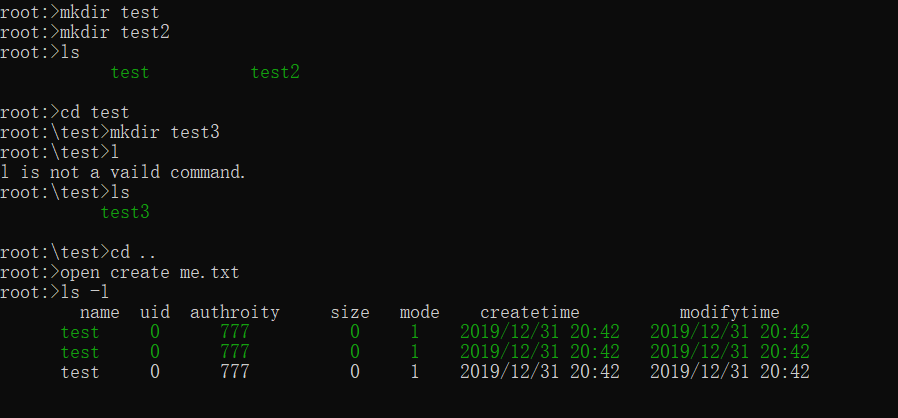 root:>mkdir test
root:>mkdir test2
root:>ls
test test2
root:>cd test
root:\test>mkdir test3
root:\test>l
l is not a vaild command.
root:\test>ls
test3
root:\test>cd ..
root:>open create me.txt
root:>ls -l
name uid authroity size mode createtime modifytime
test 0 777 0 1 2019/12/31 20:42 2019/12/31 20:42
test 0 777 0 1 2019/12/31 20:42 2019/12/31 20:42
test 0 777 0 1 2019/12/31 20:42 2019/12/31 20:42